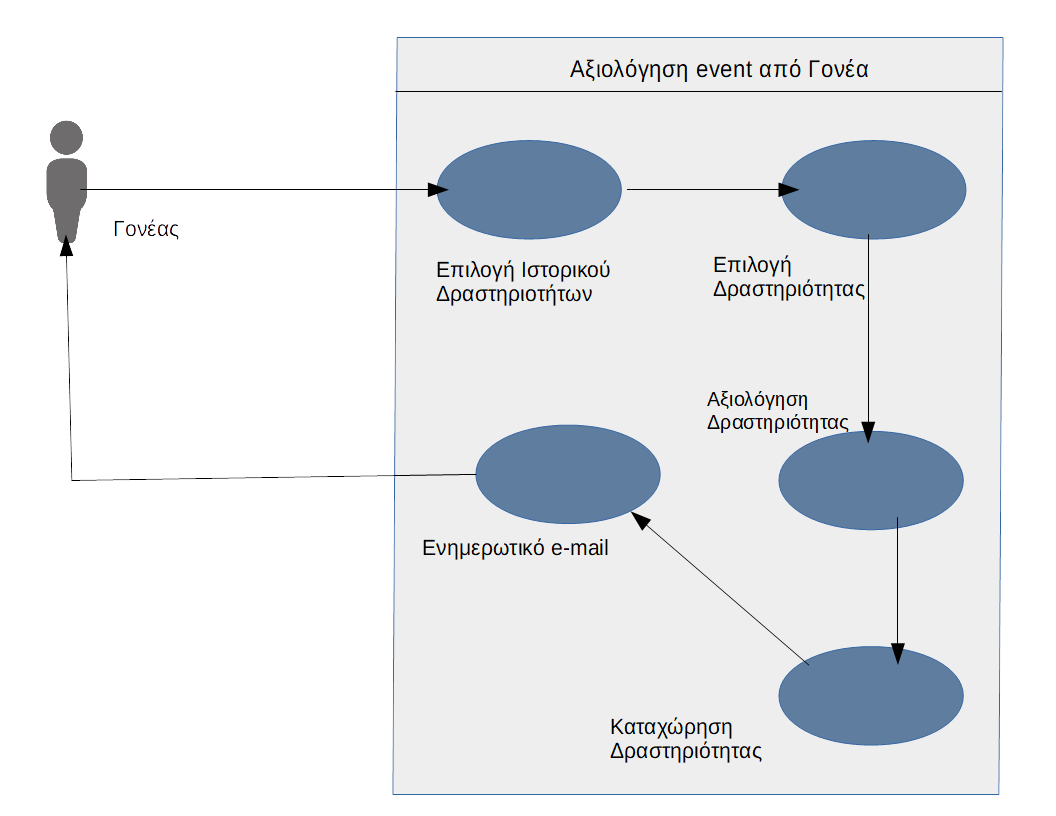 Αξιολόγηση event από Γονέα
Γονέας
Επιλογή Ιστορικού
Δραστηριοτήτων
Επιλογή
Δραστηριότητας
Αξιολόγηση
Δραστηριότητας
Ενημερωτικό e-mail
Καταχώρηση
Δραστηριότητας